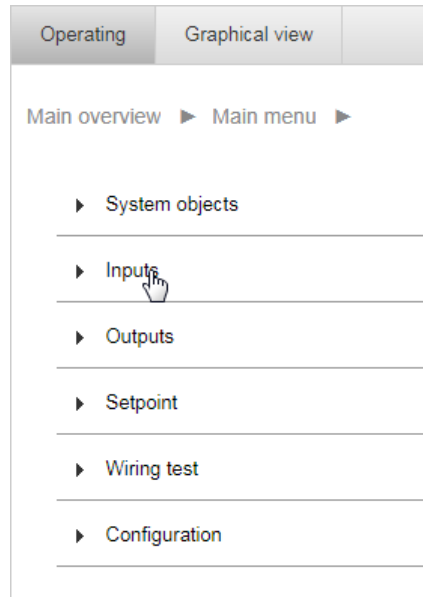 Operating Graphical view
Main overview ► Main menu ►
System objects
Inputs
Outputs
Setpoint
Wiring test
Configuration